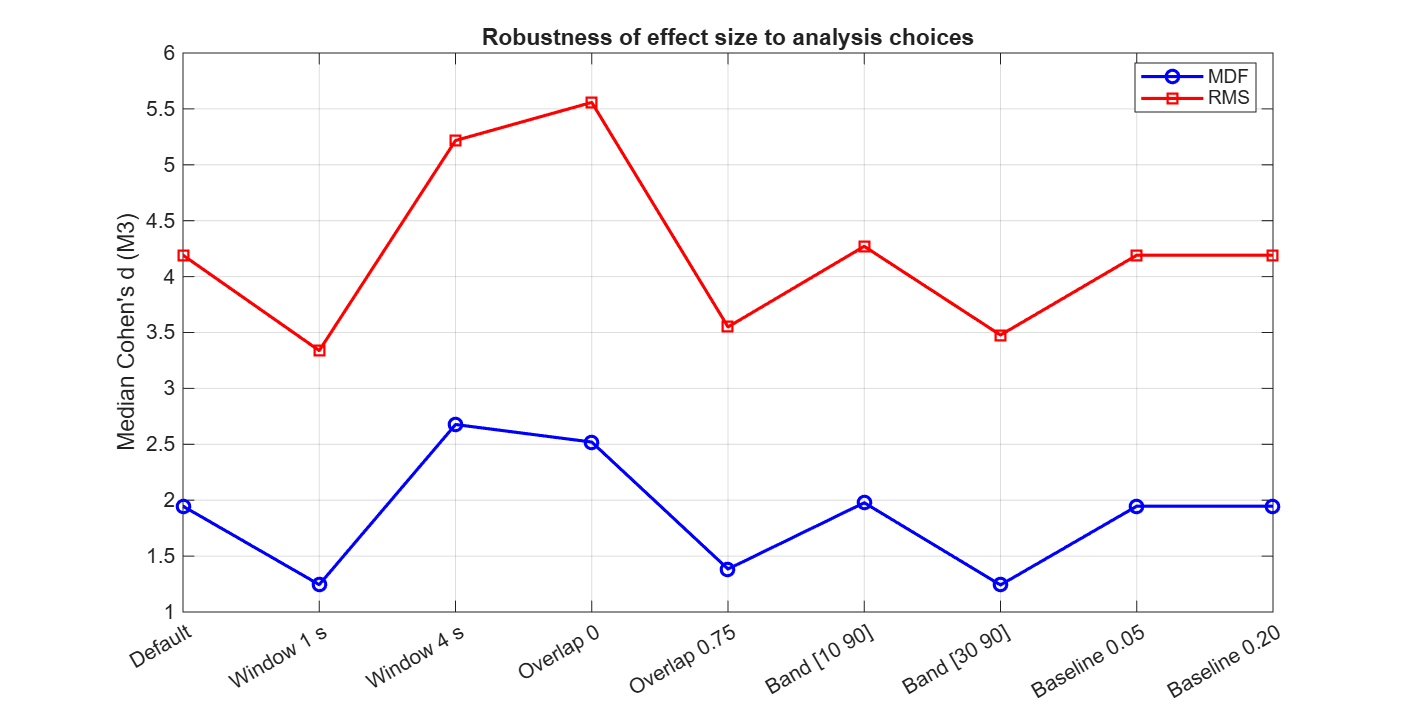 Robustness of effect size to analysis choices
MDF
RMS
Median Cohen's d (M3)
6
5.5
5
4.5
4
3.5
3
2.5
2
1.5
1
Default
Window 1 s
Window 4 s
Overlap 0
Overlap 0.75
Band [10 90]
Band [30 90]
Baseline 0.05
Baseline 0.20